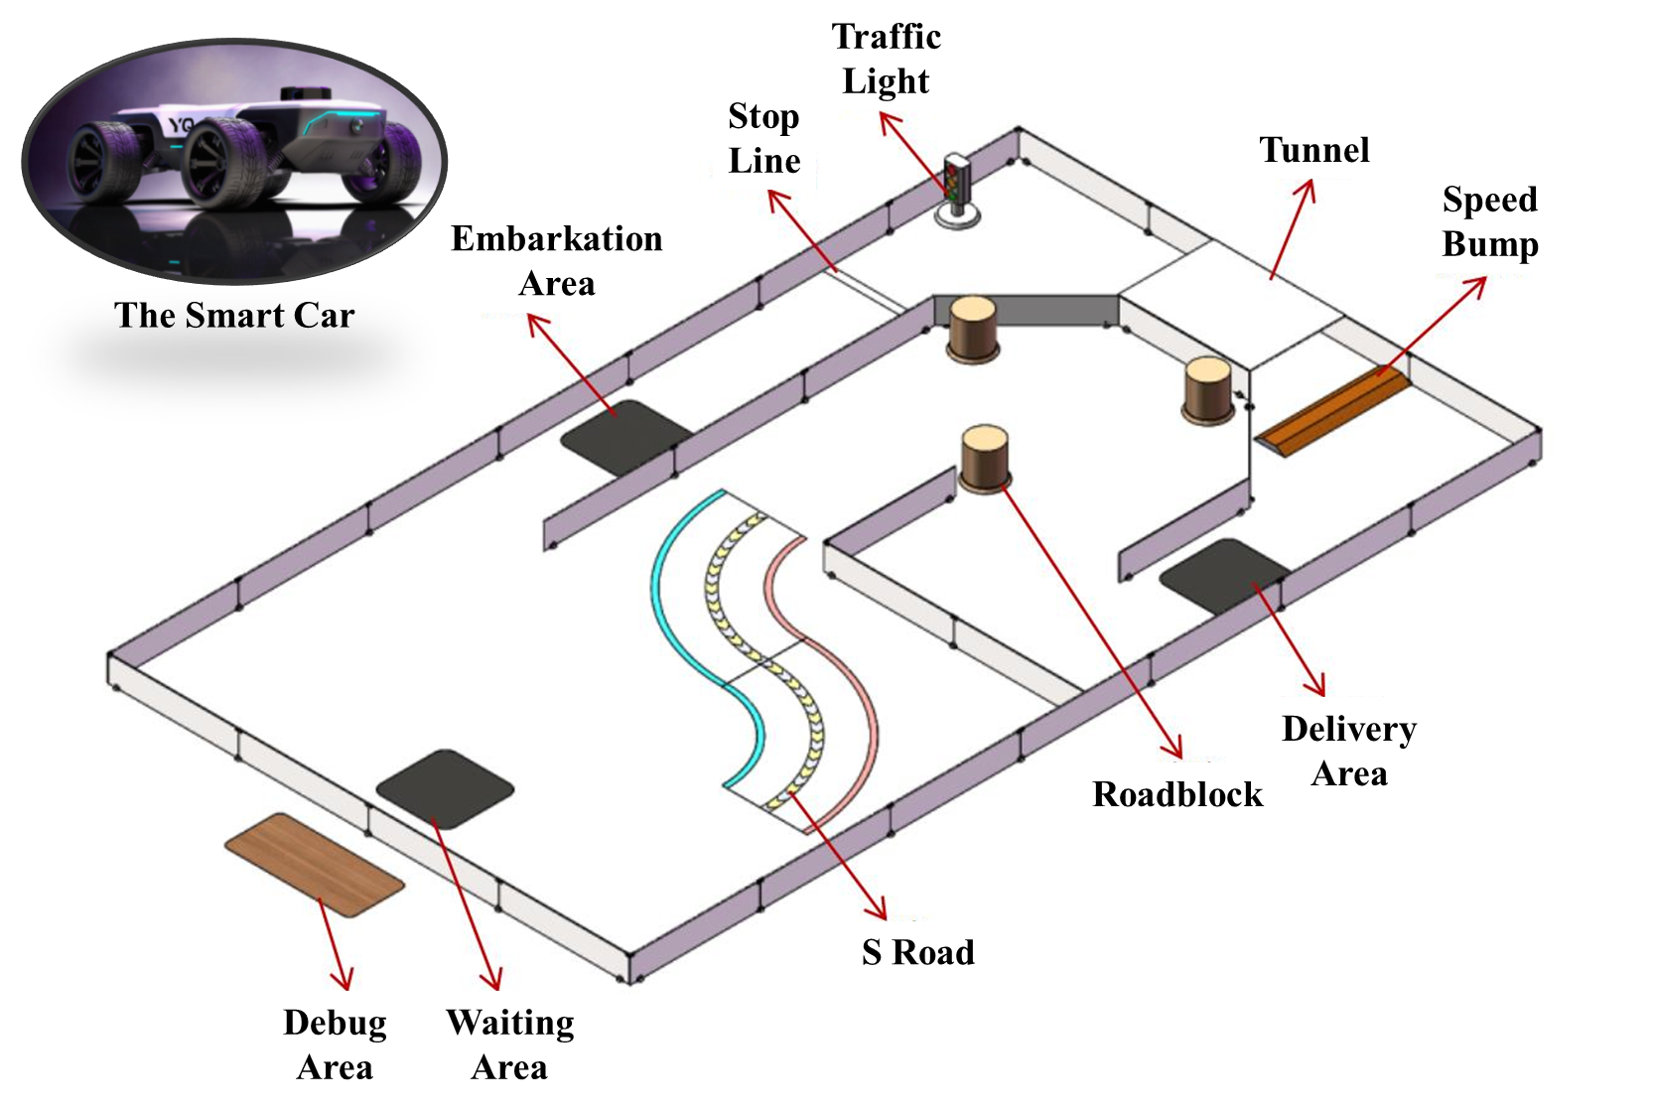 Traffic
Light
Stop
Line
Tunnel
Speed
Bump
Embarkation
Area
YQ
The Smart Car
Delivery
Area
Roadblock
S Road
Debug
Area
Waiting
Area